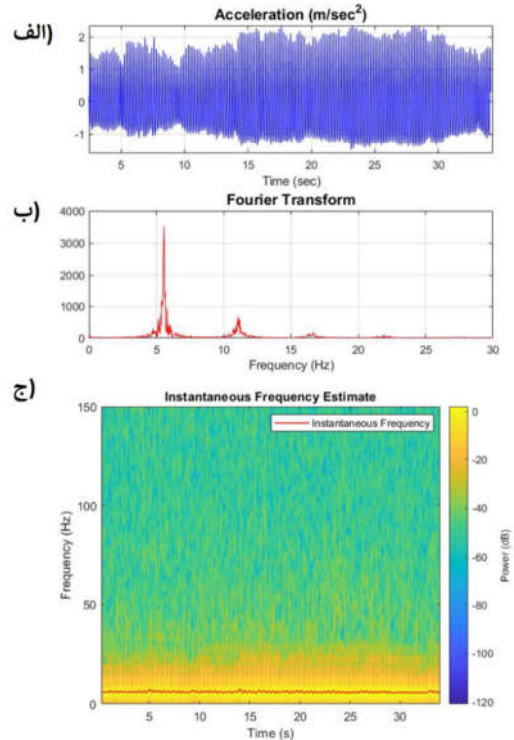 الف)
Acceleration (m/sec²)
2
1
0
-1
5 10 15 20 25 30
Time (sec)
ب)
Fourier Transform
4000
3000
2000
1000
0
0 5 10 15 20 25 30
Frequency (Hz)
ج)
Instantaneous Frequency Estimate
150
100
50
0
Frequency (Hz)
Instantaneous Frequency
5 10 15 20 25 30
Time (s)
0
-20
-40
-60
-80
-100
-120
Power (dB)